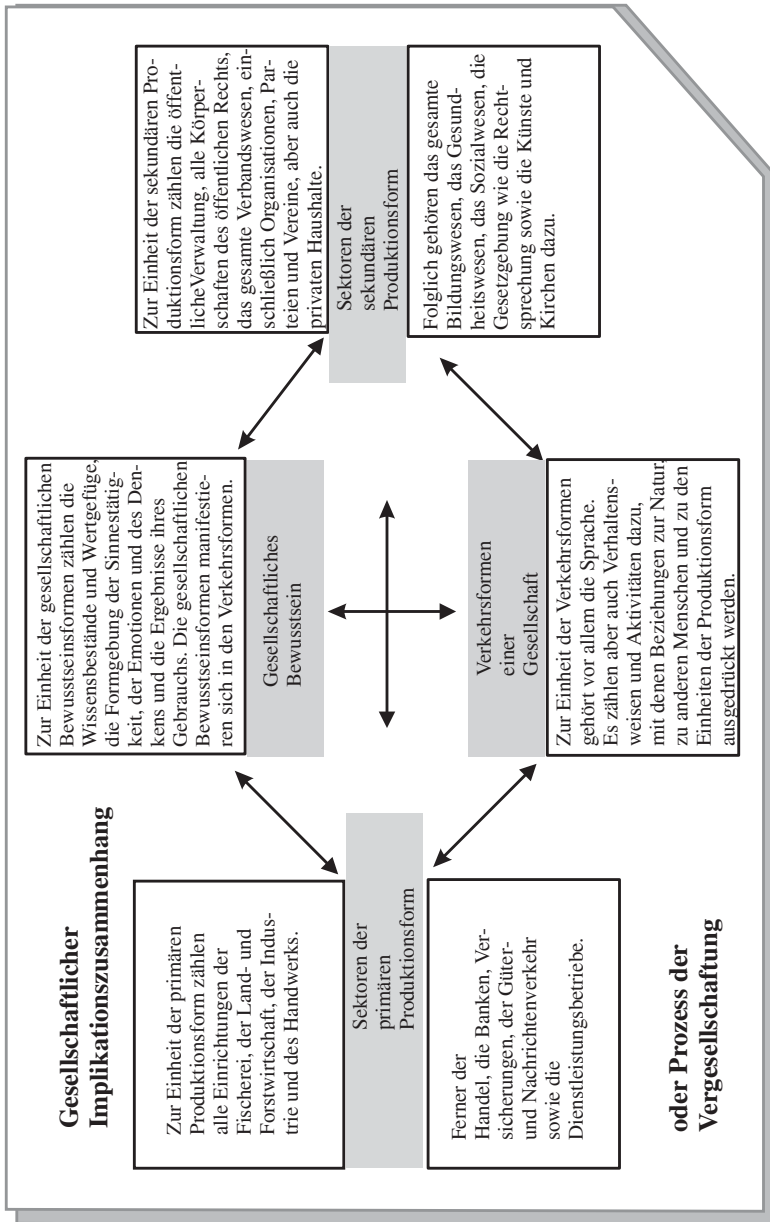 Gesellschaftlicher
Implikationszusammenhang
Zur Einheit der gesellschaftlichen
Bewusstseinsformen zählen die
Wissensbestände und Wertgefüge,
die Formgebung der Sinnestätig-
keit, der Emotionen und des Den-
kens und die Ergebnisse ihres
Gebrauchs. Die gesellschaftlichen
Bewusstseinsformen manifestie-
ren sich in den Verkehrsformen.
Gesellschaftliches
Bewusstsein
Zur Einheit der primären
Produktionsform zählen
alle Einrichtungen der
Fischerei, der Land- und
Forstwirtschaft, der Indus-
trie und des Handwerks.
Sektoren der
primären
Produktionsform
Ferner der
Handel, die Banken, Ver-
sicherungen, der Güter-
und Nachrichtenverkehr
sowie die
Dienstleistungsbetriebe.
Zur Einheit der sekundären Pro-
duktionsform zählen die öffent-
licheVerwaltung, alle Körper-
schaften des öffentlichen Rechts,
das gesamte Verbandswesen, ein-
schließlich Organisationen, Par-
teien und Vereine, aber auch die
privaten Haushalte.
Sektoren der
sekundären
Produktionsform
Folglich gehören das gesamte
Bildungswesen, das Gesund-
heitswesen, das Sozialwesen, die
Gesetzgebung wie die Recht-
sprechung sowie die Künste und
Kirchen dazu.
Verkehrsformen
einer
Gesellschaft
Zur Einheit der Verkehrsformen
gehört vor allem die Sprache.
Es zählen aber auch Verhaltens-
weisen und Aktivitäten dazu,
mit denen Beziehungen zur Natur,
zu anderen Menschen und zu den
Einheiten der Produktionsform
ausgedrückt werden.
oder Prozess der
Vergesellschaftung